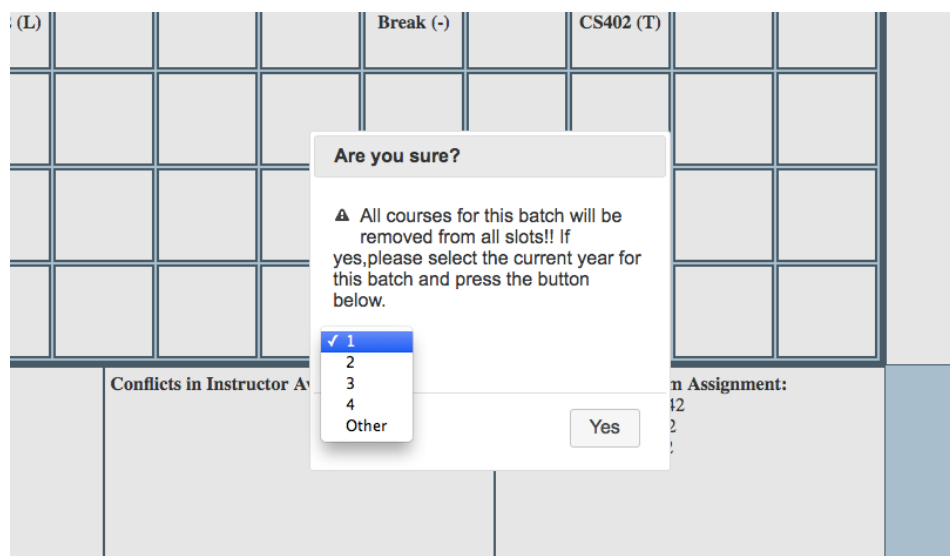 (L)
Break (-)
CS402 (T)
Are you sure?
All courses for this batch will be
removed from all slots!! If
yes,please select the current year for
this batch and press the button
below.
✓ 1
2
3
4
Other
Yes
Conflicts in Instructor
Assignment:
2